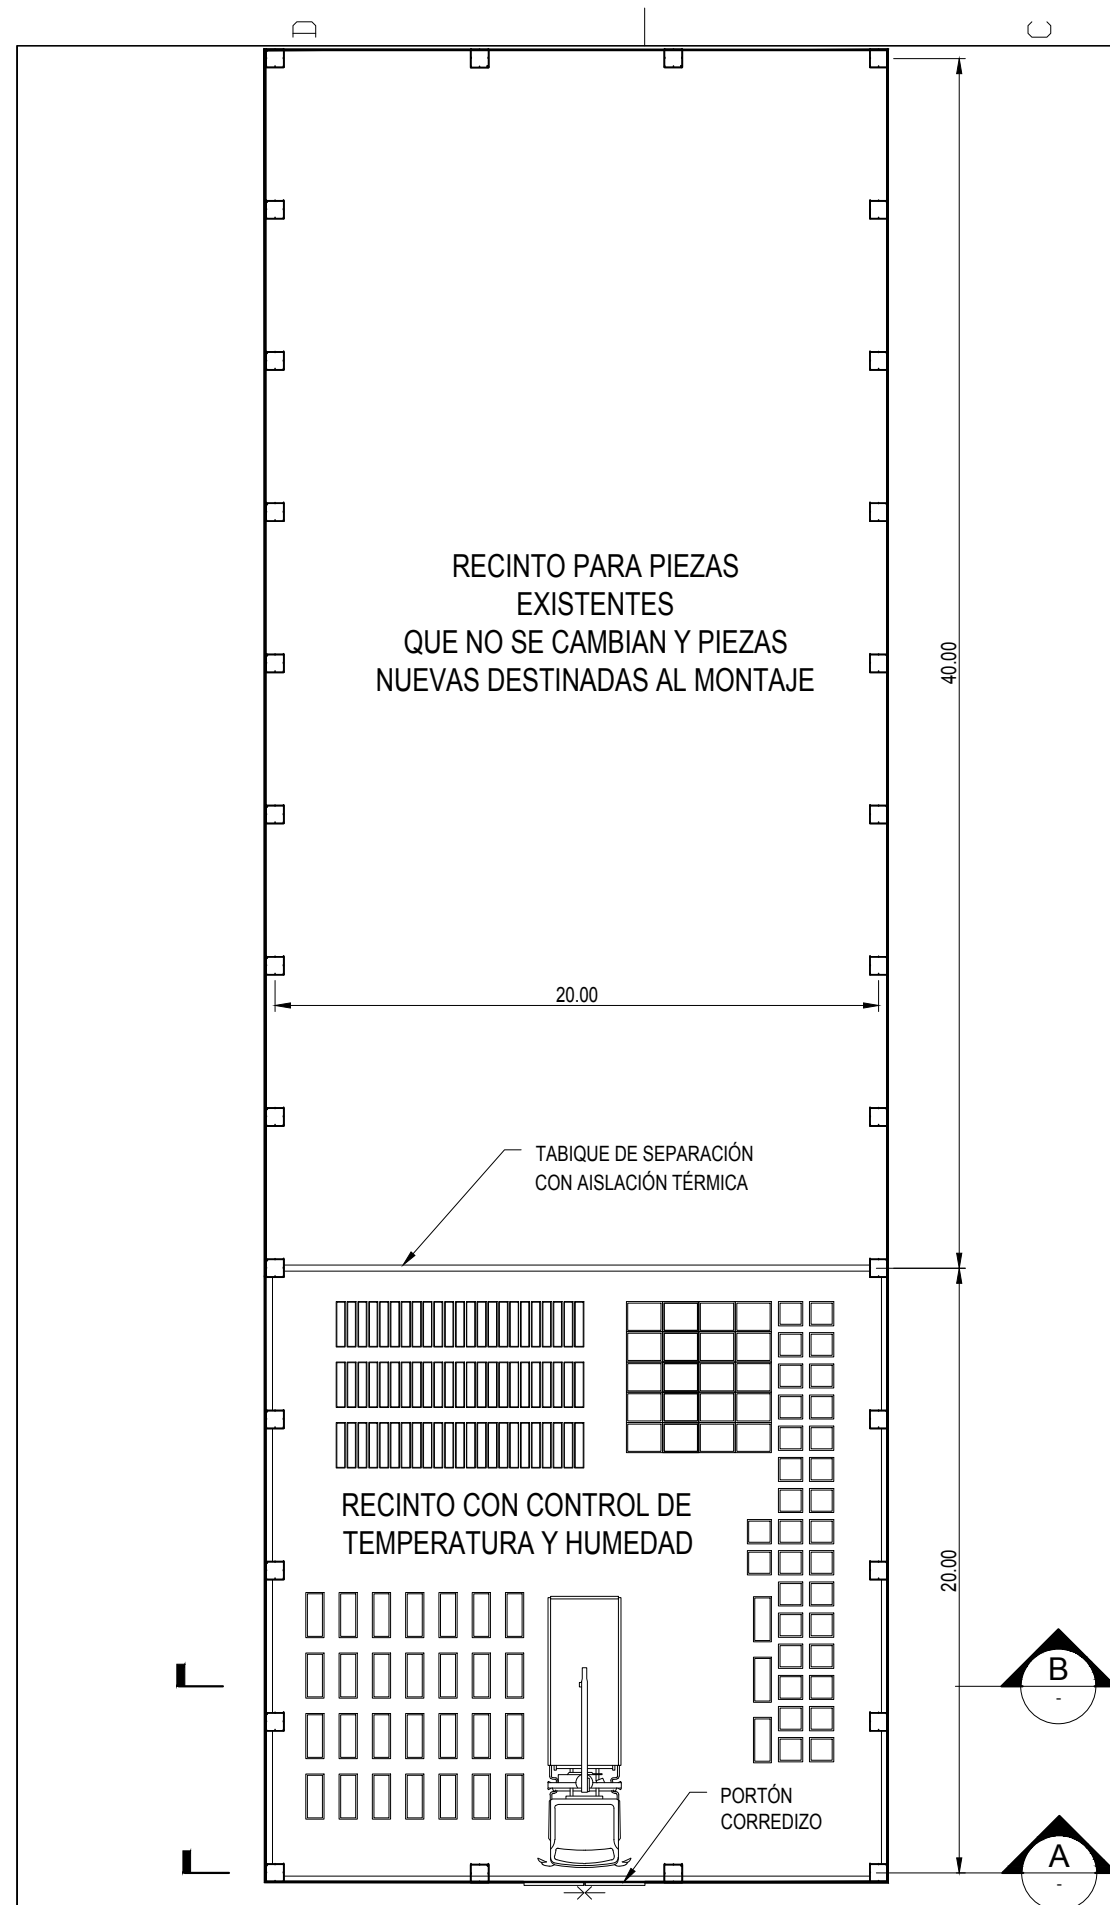 D
C
RECINTO PARA PIEZAS
EXISTENTES
QUE NO SE CAMBIAN Y PIEZAS
NUEVAS DESTINADAS AL MONTAJE
40.00
20.00
TABIQUE DE SEPARACIÓN
CON AISLACIÓN TÉRMICA
RECINTO CON CONTROL DE
TEMPERATURA Y HUMEDAD
20.00
B
-
PORTÓN
CORREDIZO
A
-